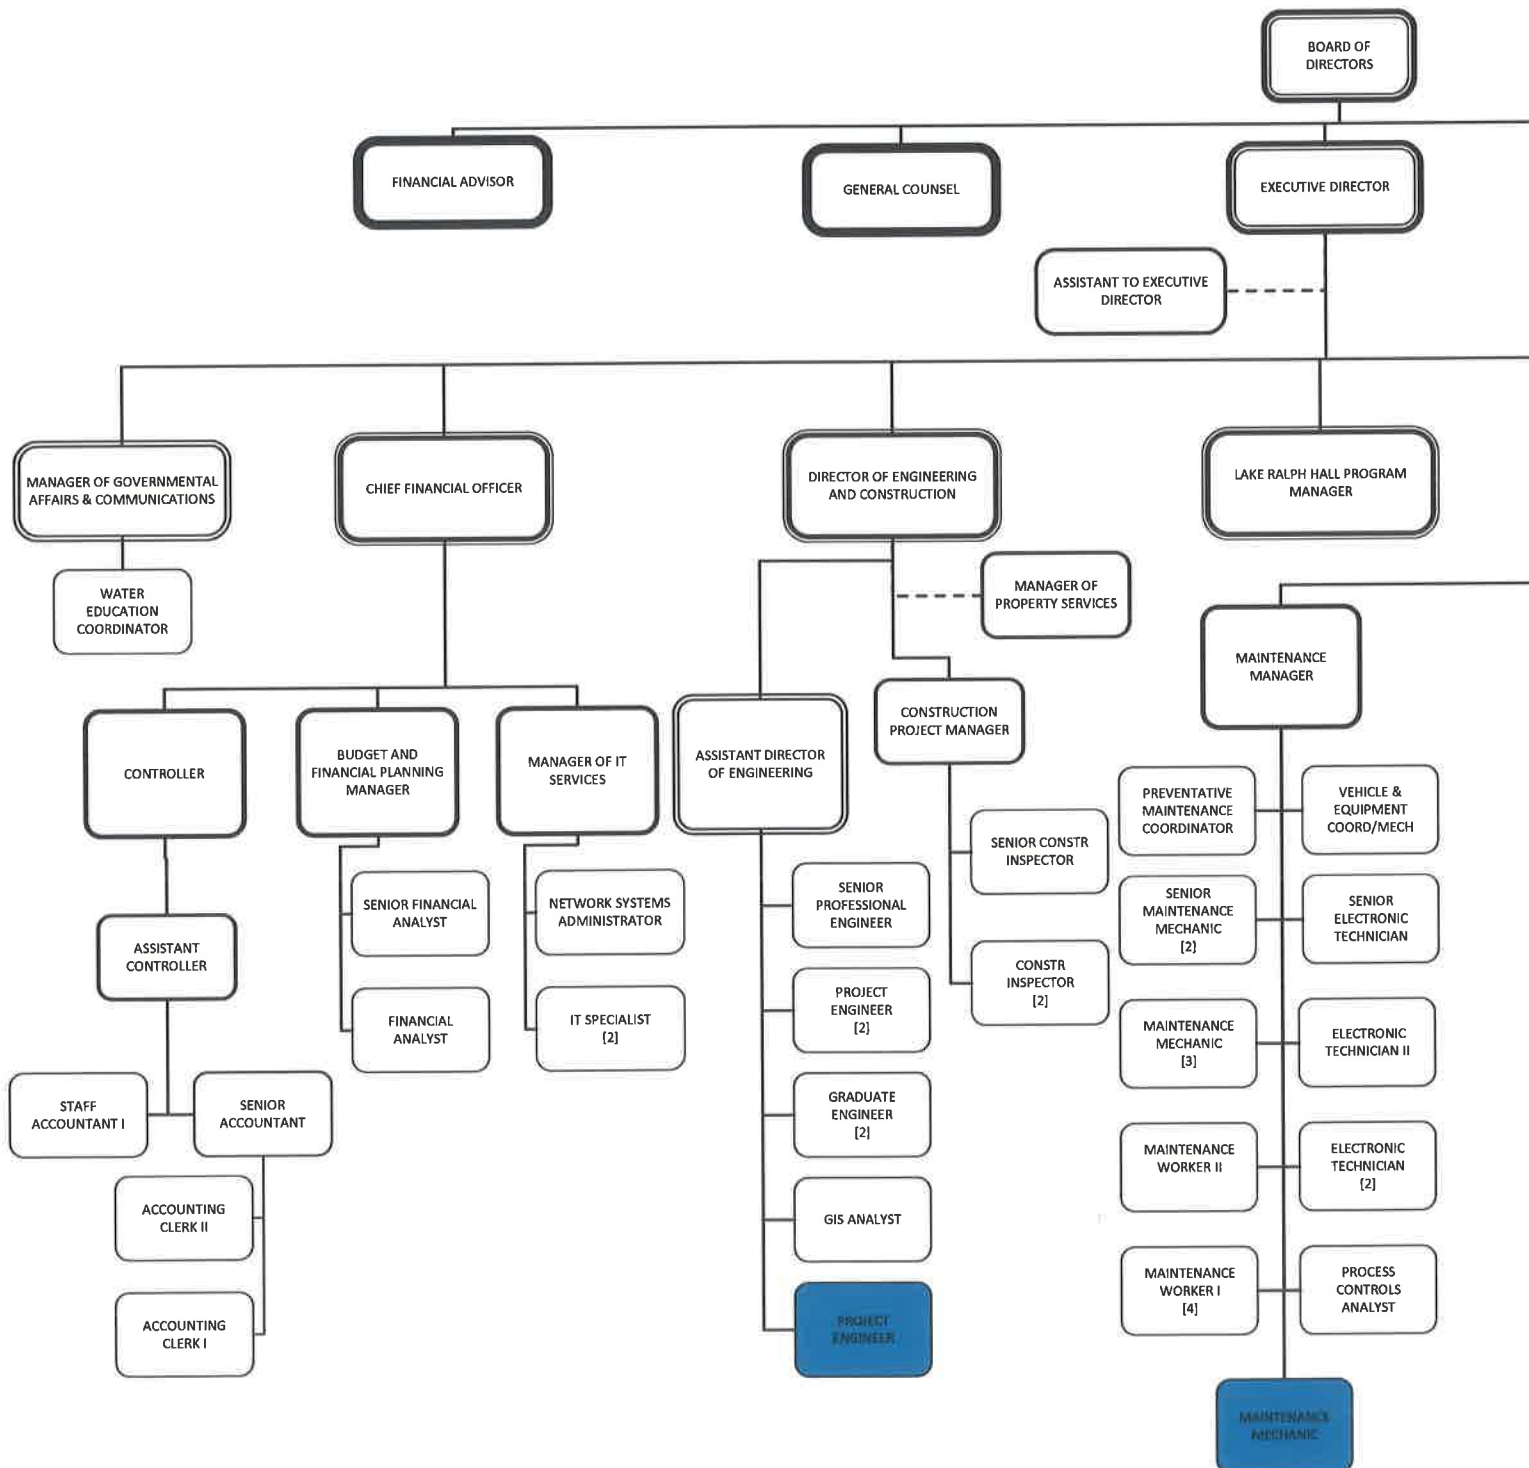 BOARD OF
DIRECTORS
FINANCIAL ADVISOR
GENERAL COUNSEL
EXECUTIVE DIRECTOR
ASSISTANT TO EXECUTIVE
DIRECTOR
MANAGER OF GOVERNMENTAL
AFFAIRS & COMMUNICATIONS
CHIEF FINANCIAL OFFICER
DIRECTOR OF ENGINEERING
AND CONSTRUCTION
LAKE RALPH HALL PROGRAM
MANAGER
WATER
EDUCATION
COORDINATOR
MANAGER OF
PROPERTY SERVICES
MAINTENANCE
MANAGER
CONTROLLER
BUDGET AND
FINANCIAL PLANNING
MANAGER
MANAGER OF IT
SERVICES
ASSISTANT DIRECTOR
OF ENGINEERING
CONSTRUCTION
PROJECT MANAGER
ASSISTANT
CONTROLLER
SENIOR FINANCIAL
ANALYST
FINANCIAL
ANALYST
NETWORK SYSTEMS
ADMINISTRATOR
IT SPECIALIST
[2]
SENIOR
PROFESSIONAL
ENGINEER
PROJECT
ENGINEER
[2]
GRADUATE
ENGINEER
[2]
GIS ANALYST
PROJECT
ENGINEER
SENIOR CONSTR
INSPECTOR
CONSTR
INSPECTOR
[2]
PREVENTATIVE
MAINTENANCE
COORDINATOR
VEHICLE &
EQUIPMENT
COORD/MECH
SENIOR
MAINTENANCE
MECHANIC
[2]
SENIOR
ELECTRONIC
TECHNICIAN
MAINTENANCE
MECHANIC
[3]
ELECTRONIC
TECHNICIAN II
MAINTENANCE
WORKER II
ELECTRONIC
TECHNICIAN
[2]
MAINTENANCE
WORKER I
[4]
PROCESS
CONTROLS
ANALYST
MAINTENANCE
MECHANIC
STAFF
ACCOUNTANT I
SENIOR
ACCOUNTANT
ACCOUNTING
CLERK II
ACCOUNTING
CLERK I